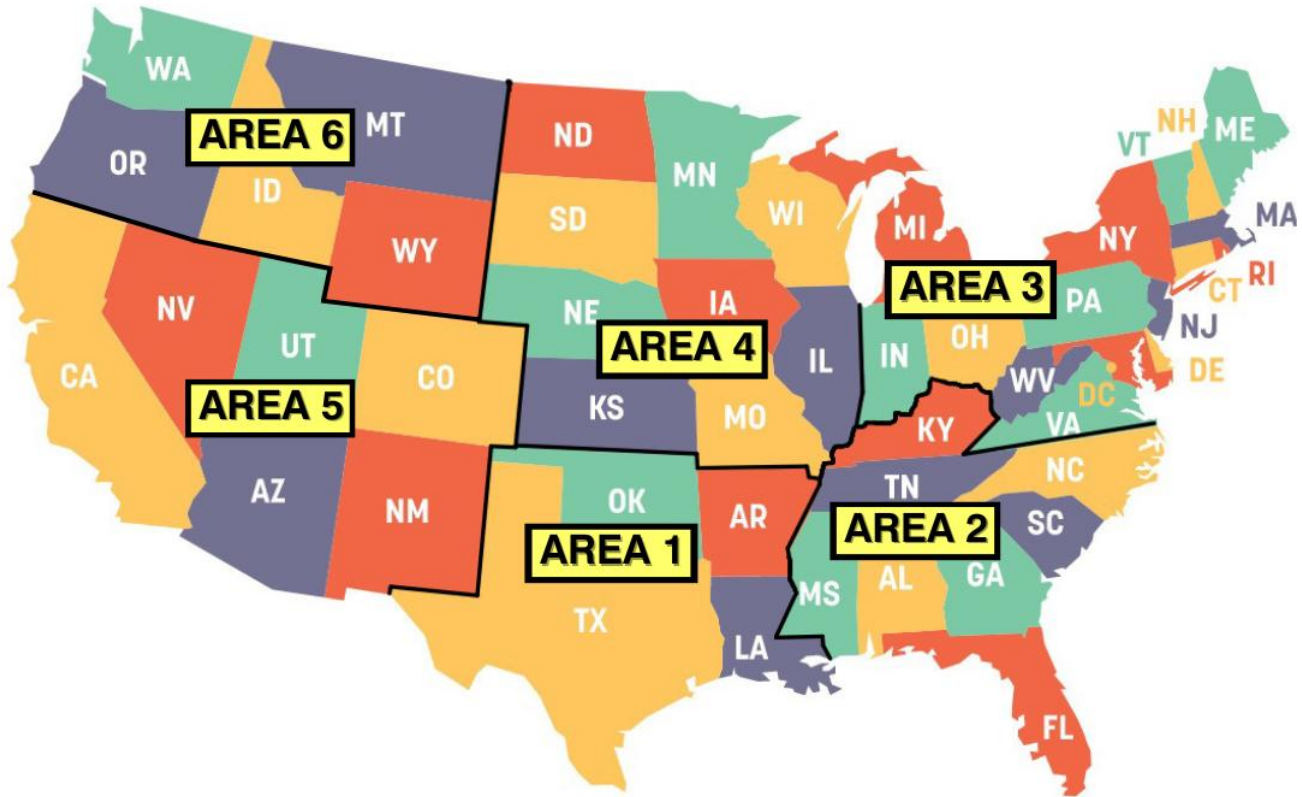 WA
MT
AREA 6
OR
ID
WY
ND
MN
SD
WI
MI
NE
IA
AREA 4
IL
KS
MO
NH
ME
VT
MA
NY
AREA 3
RI
CT
PA
NJ
IN
OH
DE
WV
DC
VA
NV
UT
CA
CO
AREA 5
AZ
NM
KY
NC
TN
AREA 2
SC
MS
AL
GA
FL
OK
AR
AREA 1
TX
LA